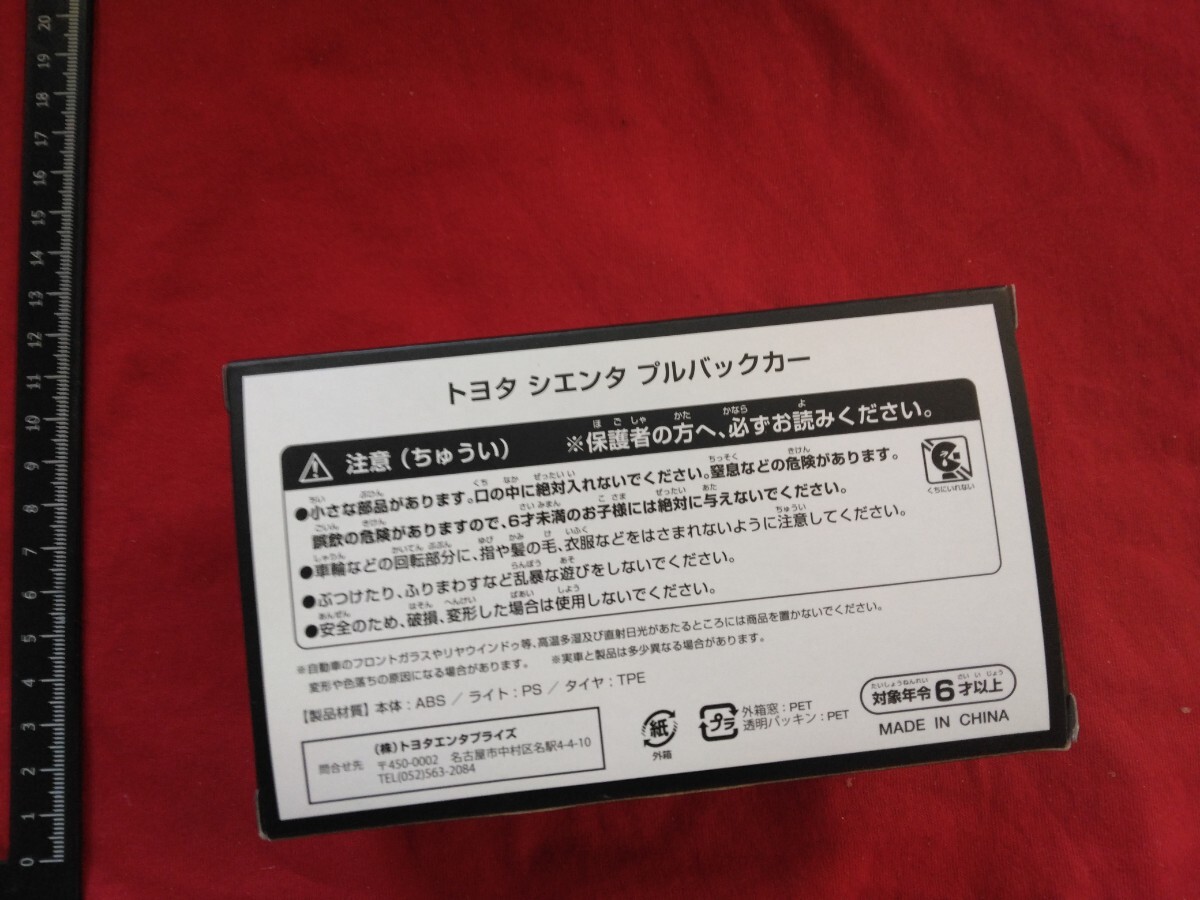 トヨタ シエンタ プルバックカー
注意（ちゅうい） ※保護者の方へ、必ずお読みください。
●小さな部品があります。口の中に絶対入れないでください。窒息などの危険があります。
誤飲の危険がありますので、6才未満のお子様には絶対に与えないでください。
●車輪などの回転部分に、指や髪の毛、衣服などをはさまれないように注意してください。
●ぶつけたり、ふりまわすなど乱暴な遊びをしないでください。
●安全のため、破損、変形した場合は使用しないでください。
くちにいれない
※自動車のフロントガラスやリヤウインドゥ等、高温多湿及び直射日光があたるところには商品を置かないでください。
変形や色落ちの原因になる場合があります。 ※実車と製品は多少異なる場合があります。
【製品材質】本体：ABS / ライト：PS / タイヤ：TPE
対象年令 6才以上
MADE IN CHINA
問合せ先
(株)トヨタエンタプライズ
〒450-0002 名古屋市中村区名駅4-4-10
TEL(052)563-2084
紙
外箱
プラ
外箱窓：PET
透明パッキン：PET
20
19
18
17
16
15
14
13
12
11
10
9
8
7
6
5
4
3
2
1
0